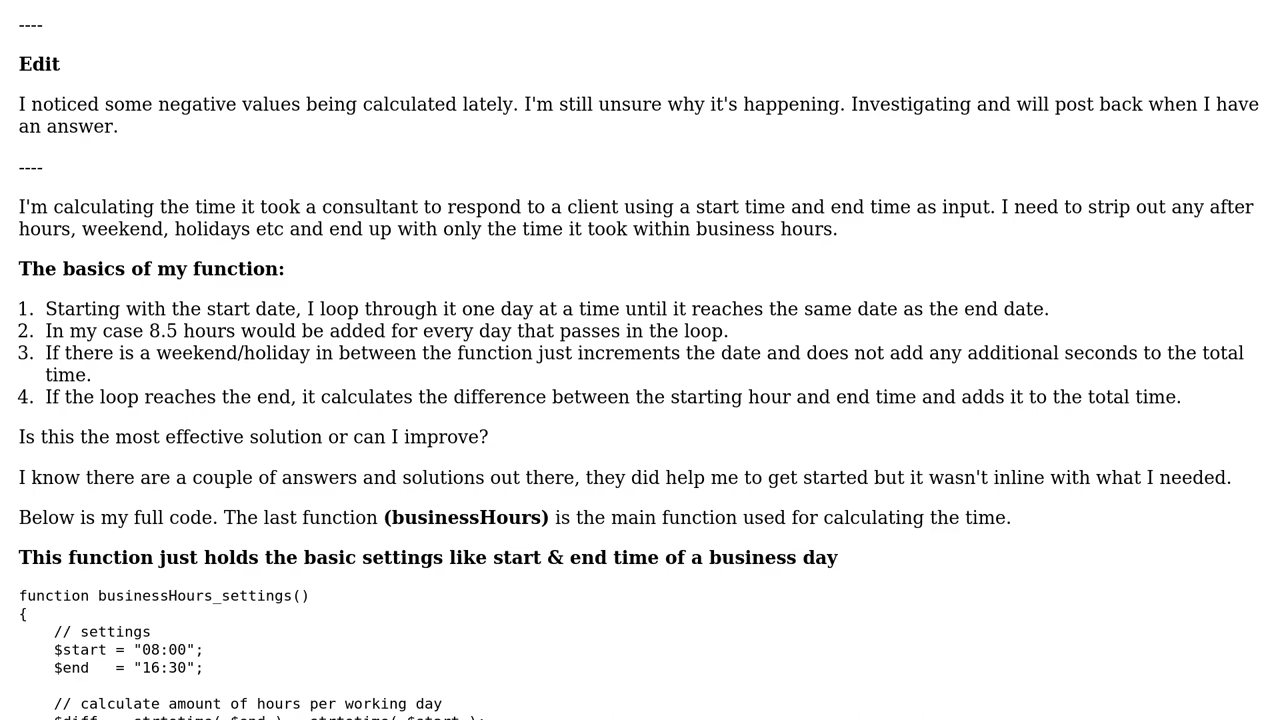 ----
Edit
I noticed some negative values being calculated lately. I'm still unsure why it's happening. Investigating and will post back when I have
an answer.
----
I'm calculating the time it took a consultant to respond to a client using a start time and end time as input. I need to strip out any after
hours, weekend, holidays etc and end up with only the time it took within business hours.
The basics of my function:
1. Starting with the start date, I loop through it one day at a time until it reaches the same date as the end date.
2. In my case 8.5 hours would be added for every day that passes in the loop.
3. If there is a weekend/holiday in between the function just increments the date and does not add any additional seconds to the total
time.
4. If the loop reaches the end, it calculates the difference between the starting hour and end time and adds it to the total time.
Is this the most effective solution or can I improve?
I know there are a couple of answers and solutions out there, they did help me to get started but it wasn't inline with what I needed.
Below is my full code. The last function (businessHours) is the main function used for calculating the time.
This function just holds the basic settings like start & end time of a business day
function businessHours_settings()
{
    // settings
    $start = "08:00";
    $end   = "16:30";
    // calculate amount of hours per working day